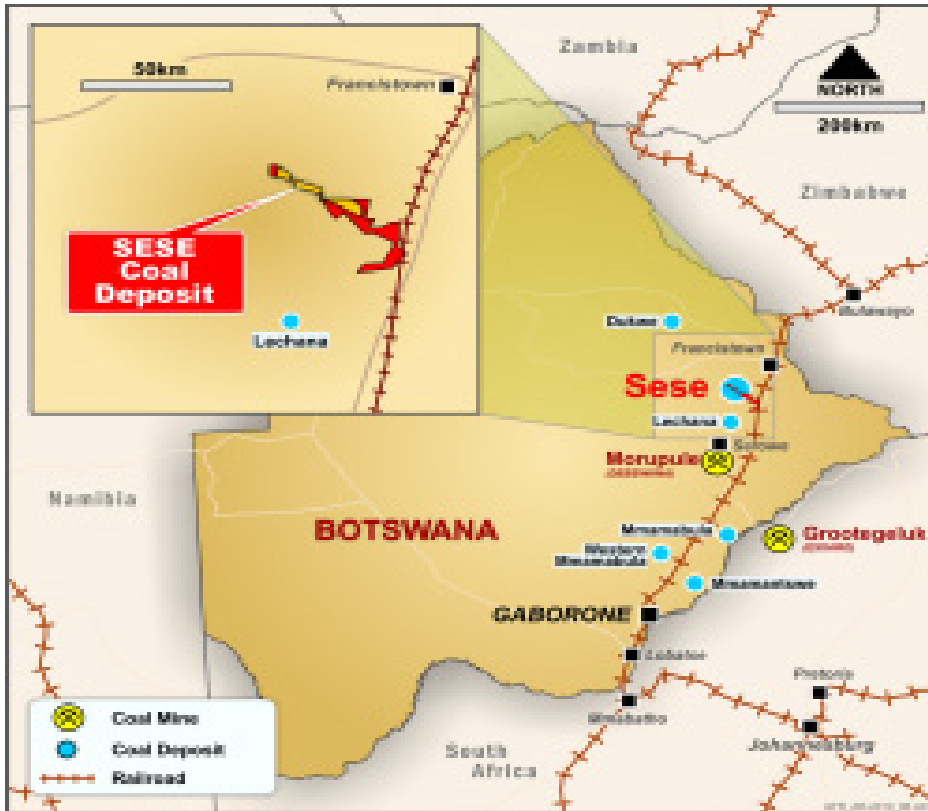 50km
Francistown
SESE
Coal
Deposit
Lechana
Zambia
NORTH
200km
Zimbabwe
Bulawayo
Dukwe
Francistown
Sese
Lechana
Serowe
Morupule
Namibia
BOTSWANA
Mmamabula
Grootegeluk
Western
Mmamabula
Mmamantswe
GABORONE
Lobatse
Mmabatho
Pretoria
Johannesburg
South
Africa
Coal Mine
Coal Deposit
Railroad